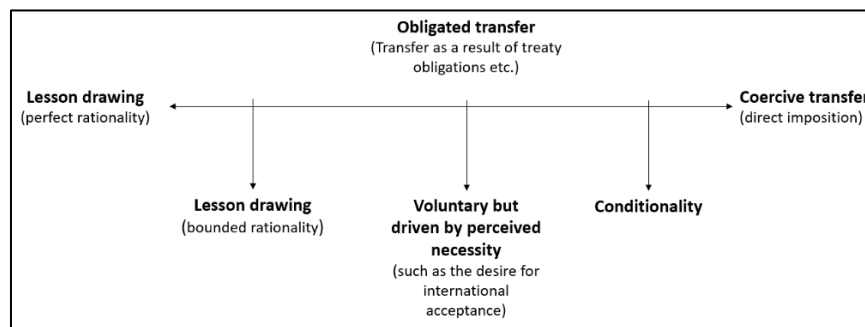 Obligated transfer
(Transfer as a result of treaty
obligations etc.)
Lesson drawing
(perfect rationality)
Coercive transfer
(direct imposition)
Lesson drawing
(bounded rationality)
Voluntary but
driven by perceived
necessity
(such as the desire for
international
acceptance)
Conditionality